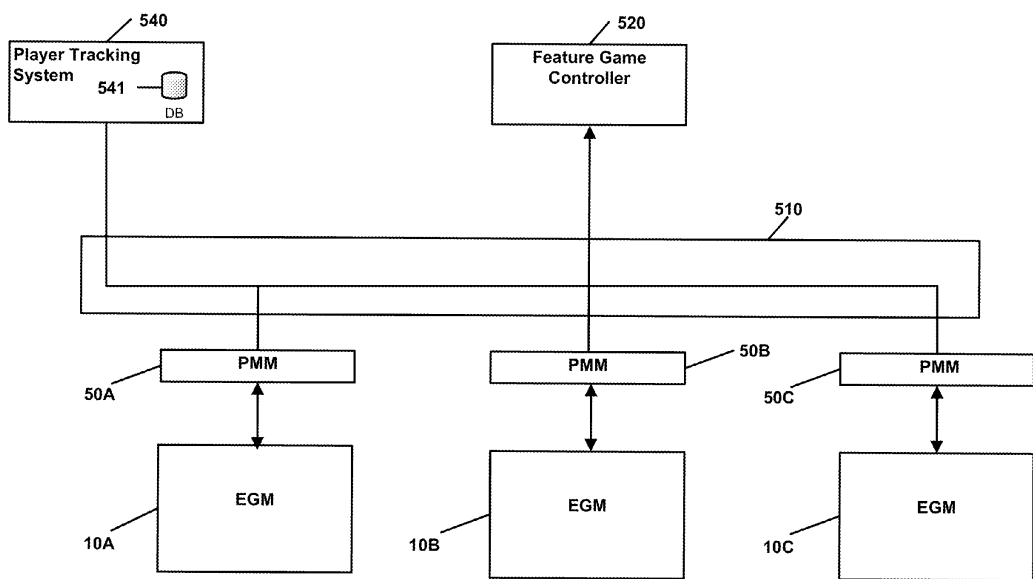 540
Player Tracking
System
541
DB
520
Feature Game
Controller
510
PMM
50A
PMM
50B
PMM
50C
EGM
10A
EGM
10B
EGM
10C